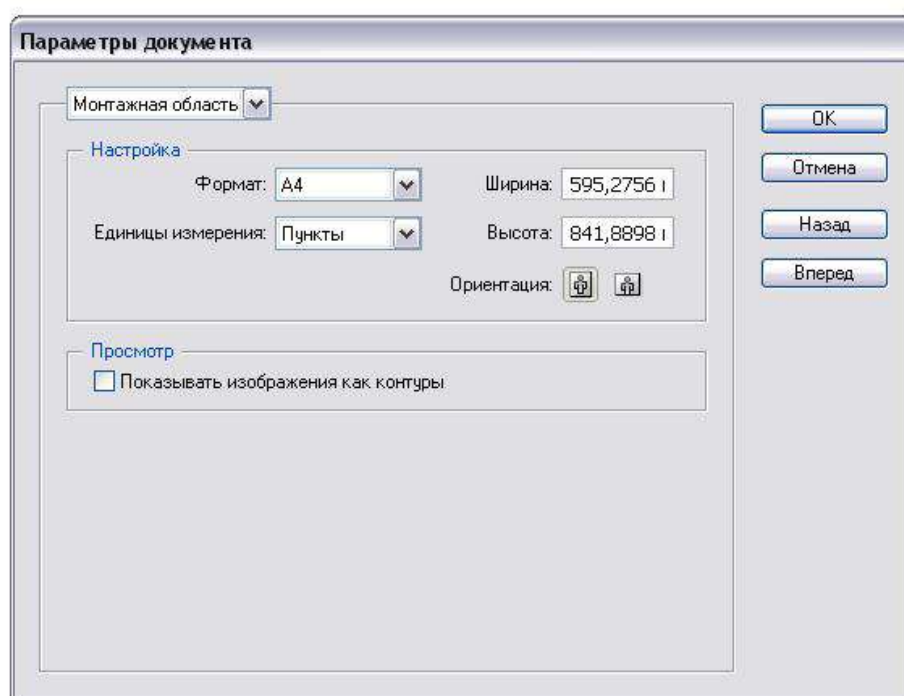 Параметры документа
Монтажная область
OK
Настройка
Формат: A4 Ширина: 595,2756
Отмена
Единицы измерения: Пункты Высота: 841,8898
Назад
Ориентация:
Вперед
Просмотр
Показывать изображения как контуры